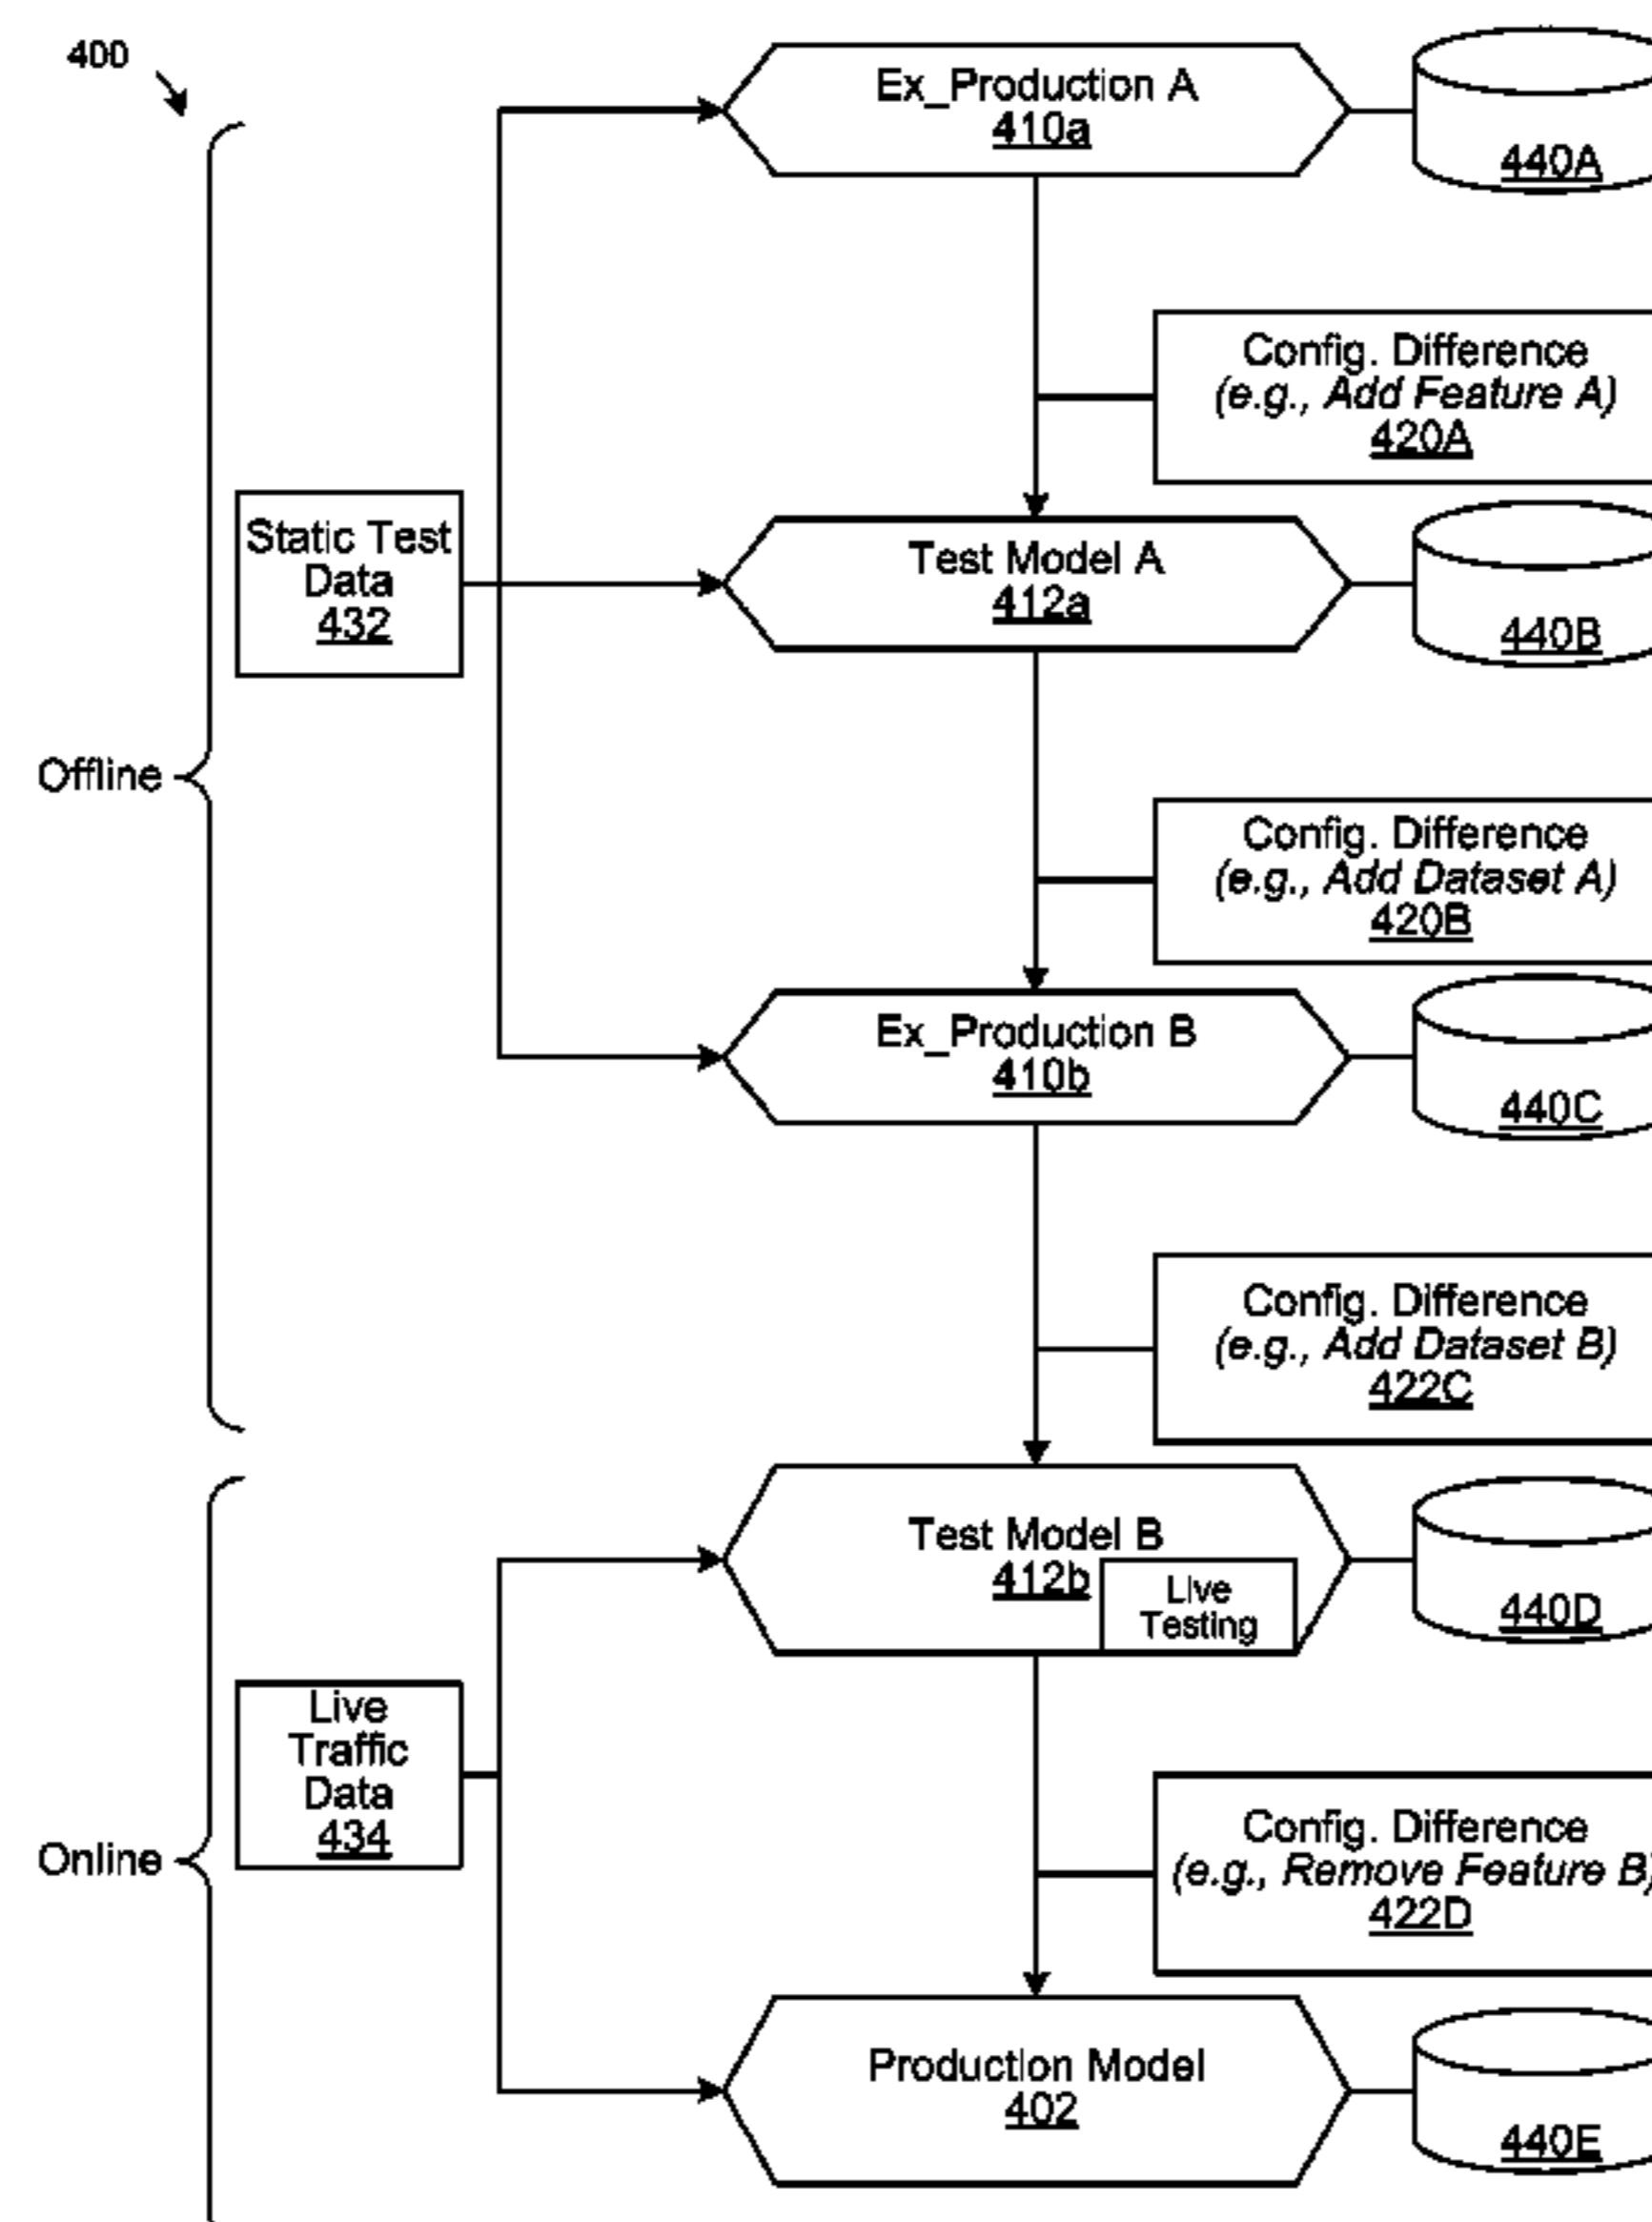 400
Ex_Production A
410a
440A
Config. Difference
(e.g., Add Feature A)
420A
Static Test
Data
432
Test Model A
412a
440B
Offline
Config. Difference
(e.g., Add Dataset A)
420B
Ex_Production B
410b
440C
Config. Difference
(e.g., Add Dataset B)
422C
Test Model B
412b
Live
Testing
440D
Live
Traffic
Data
434
Online
Config. Difference
(e.g., Remove Feature B)
422D
Production Model
402
440E